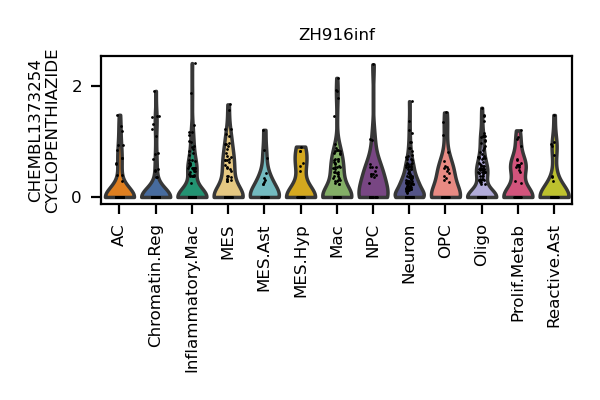 ZH916inf
CHEMBL1373254
CYCLOPENTHIAZIDE
2
0
AC
Chromatin.Reg
Inflammatory.Mac
MES
MES.Ast
MES.Hyp
Mac
NPC
Neuron
OPC
Oligo
Prolif.Metab
Reactive.Ast